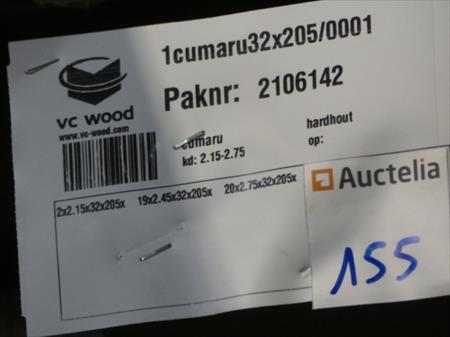 1cumaru32x205/0001
Paknr: 2106142
vc wood
www.vc-wood.com
cumaru
hardhout
kd: 2.15-2.75
op:
2x2.15x32x205x 19x2.45x32x205x 20x2.75x32x205x
Auctelia
155